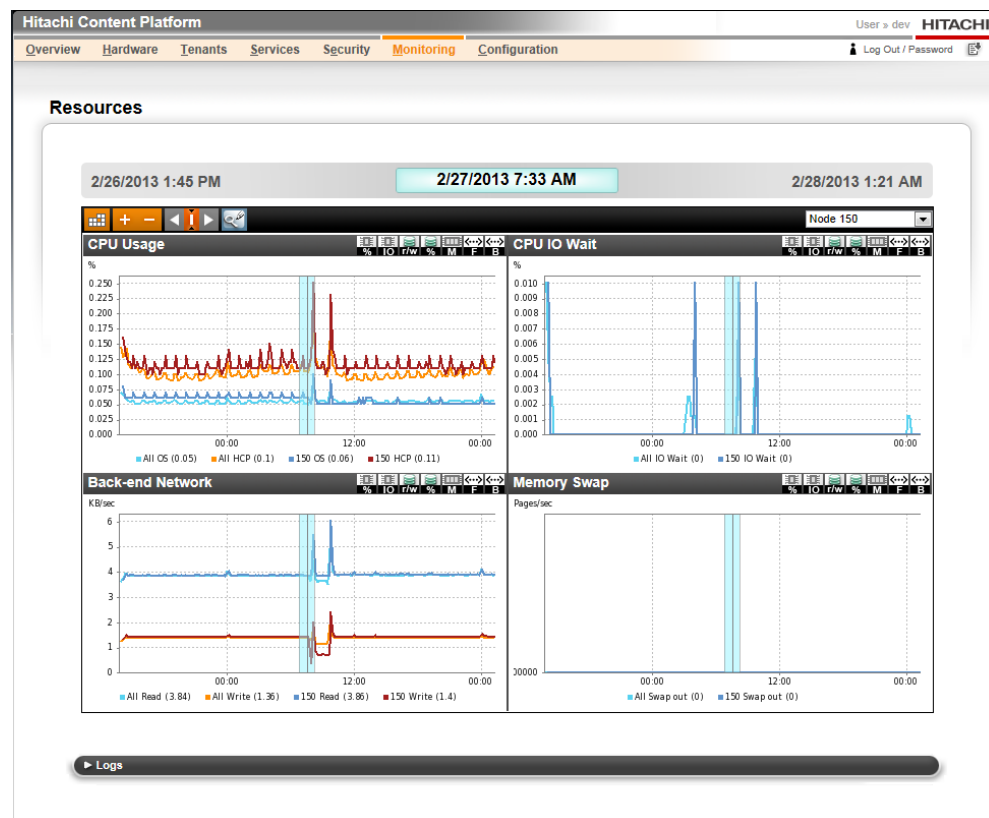 Hitachi Content Platform
User » dev HITACHI
Overview Hardware Tenants Services Security Monitoring Configuration
Log Out / Password
Resources
2/26/2013 1:45 PM 2/27/2013 7:33 AM 2/28/2013 1:21 AM
Node 150
CPU Usage % IO r/w % M F B
%
0.250
0.225
0.200
0.175
0.150
0.125
0.100
0.075
0.050
0.025
0.000
00:00 12:00 00:00
All OS (0.05) All HCP (0.1) 150 OS (0.06) 150 HCP (0.11)
CPU IO Wait % IO r/w % M F B
%
0.010
0.009
0.008
0.007
0.006
0.005
0.004
0.003
0.002
0.001
0.000
00:00 12:00 00:00
All IO Wait (0) 150 IO Wait (0)
Back-end Network % IO r/w % M F B
KB/sec
6
5
4
3
2
1
0
00:00 12:00 00:00
All Read (3.84) All Write (1.36) 150 Read (3.86) 150 Write (1.4)
Memory Swap % IO r/w % M F B
Pages/sec
00000
00:00 12:00 00:00
All Swap out (0) 150 Swap out (0)
Logs